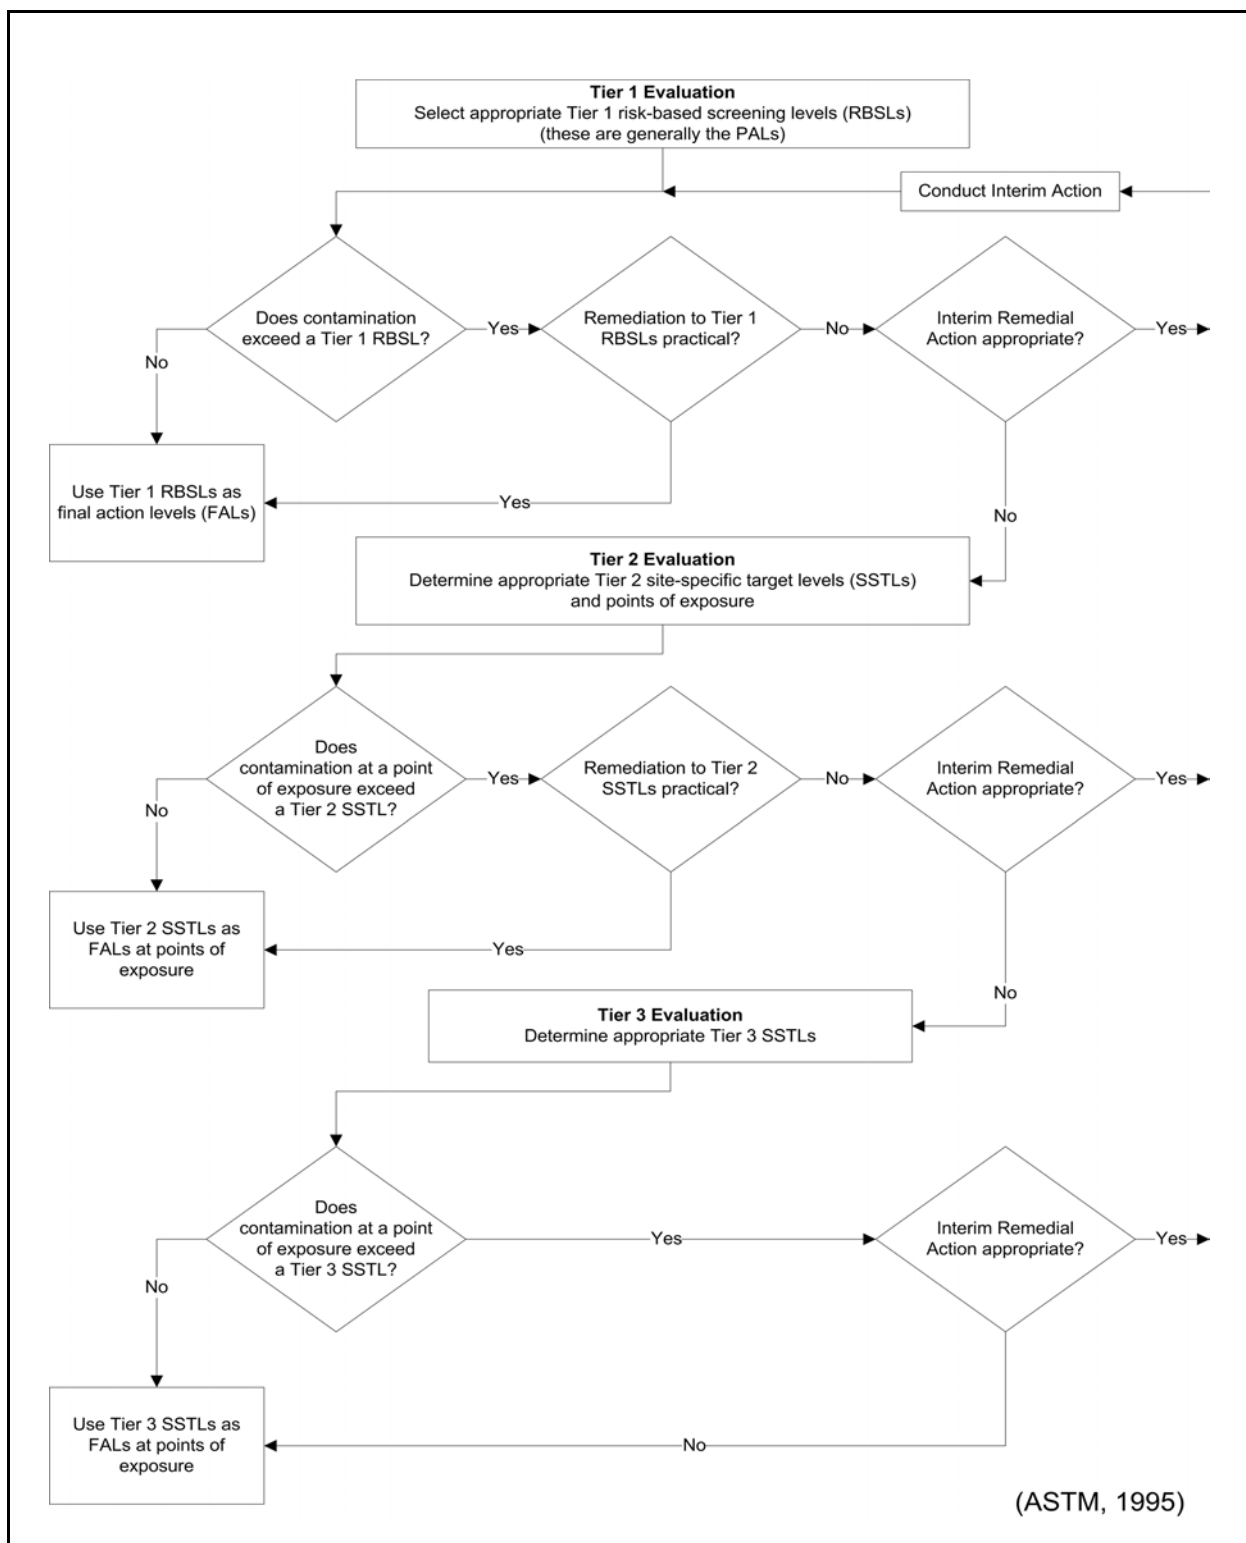 Tier 1 Evaluation
Select appropriate Tier 1 risk-based screening levels (RBSLs)
(these are generally the PALs)
Conduct Interim Action
Does contamination
exceed a Tier 1 RBSL?
Yes
Remediation to Tier 1
RBSLs practical?
No
Interim Remedial
Action appropriate?
Yes
No
Use Tier 1 RBSLs as
final action levels (FALs)
Yes
No
Tier 2 Evaluation
Determine appropriate Tier 2 site-specific target levels (SSTLs)
and points of exposure
Does
contamination at a point
of exposure exceed
a Tier 2 SSTL?
Yes
Remediation to Tier 2
SSTLs practical?
No
Interim Remedial
Action appropriate?
Yes
No
Use Tier 2 SSTLs as
FALs at points of
exposure
Yes
No
Tier 3 Evaluation
Determine appropriate Tier 3 SSTLs
Does
contamination at a point
of exposure exceed
a Tier 3 SSTL?
Yes
Interim Remedial
Action appropriate?
Yes
No
Use Tier 3 SSTLs as
FALs at points of
exposure
No
(ASTM, 1995)